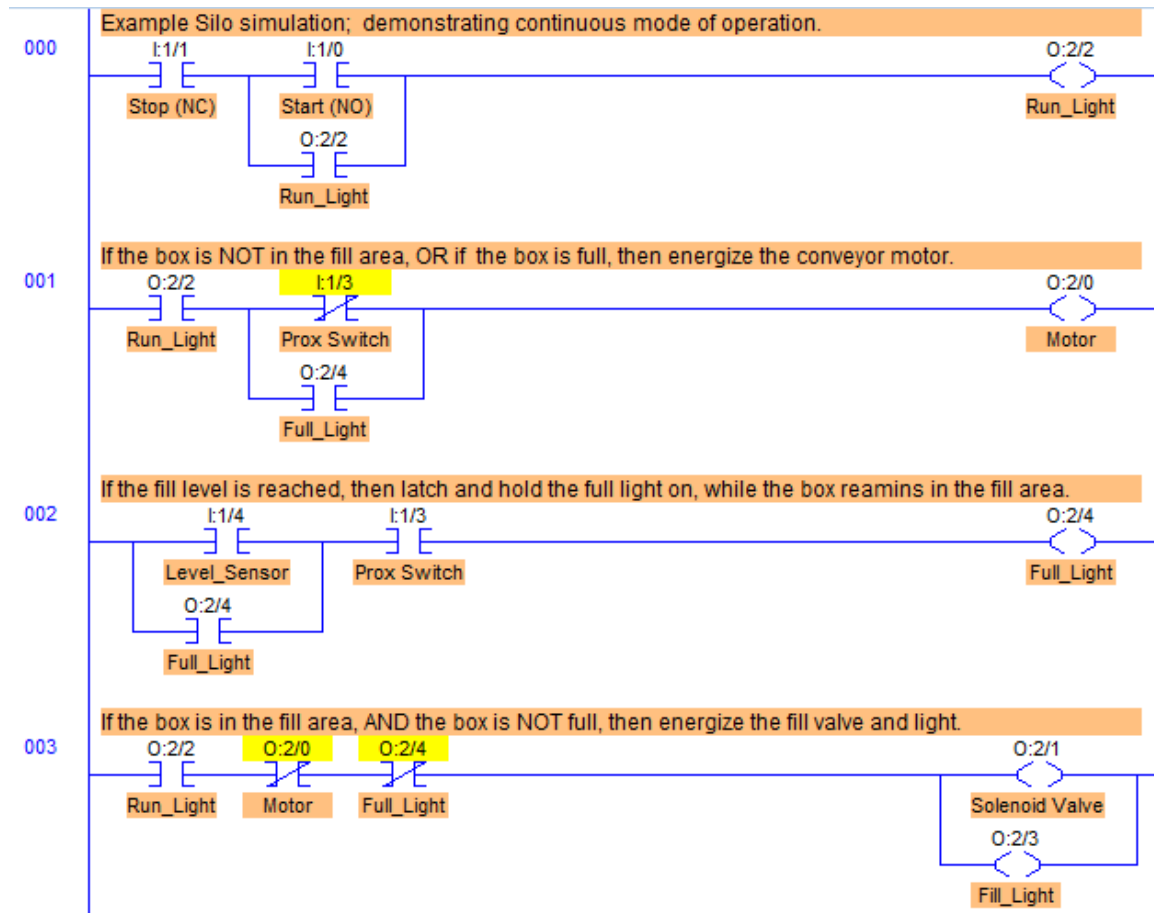 Example Silo simulation;  demonstrating continuous mode of operation.
000
I:1/1 I:1/0 O:2/2
Stop (NC) Start (NO) Run_Light
O:2/2
Run_Light
If the box is NOT in the fill area, OR if  the box is full, then energize the conveyor motor.
001
O:2/2 I:1/3 O:2/0
Run_Light Prox Switch Motor
O:2/4
Full_Light
If the fill level is reached, then latch and hold the full light on, while the box reamins in the fill area.
002
I:1/4 I:1/3 O:2/4
Level_Sensor Prox Switch Full_Light
O:2/4
Full_Light
If the box is in the fill area, AND the box is NOT full, then energize the fill valve and light.
003
O:2/2 O:2/0 O:2/4 O:2/1
Run_Light Motor Full_Light Solenoid Valve
O:2/3
Fill_Light